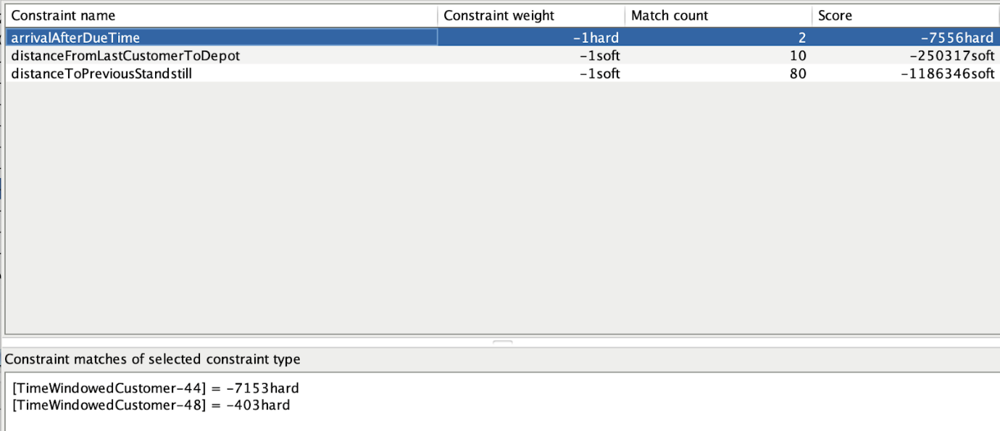 Constraint name Constraint weight Match count Score
arrivalAfterDueTime -1hard 2 -7556hard
distanceFromLastCustomerToDepot -1soft 10 -250317soft
distanceToPreviousStandstill -1soft 80 -1186346soft
Constraint matches of selected constraint type
[TimeWindowedCustomer-44] = -7153hard
[TimeWindowedCustomer-48] = -403hard